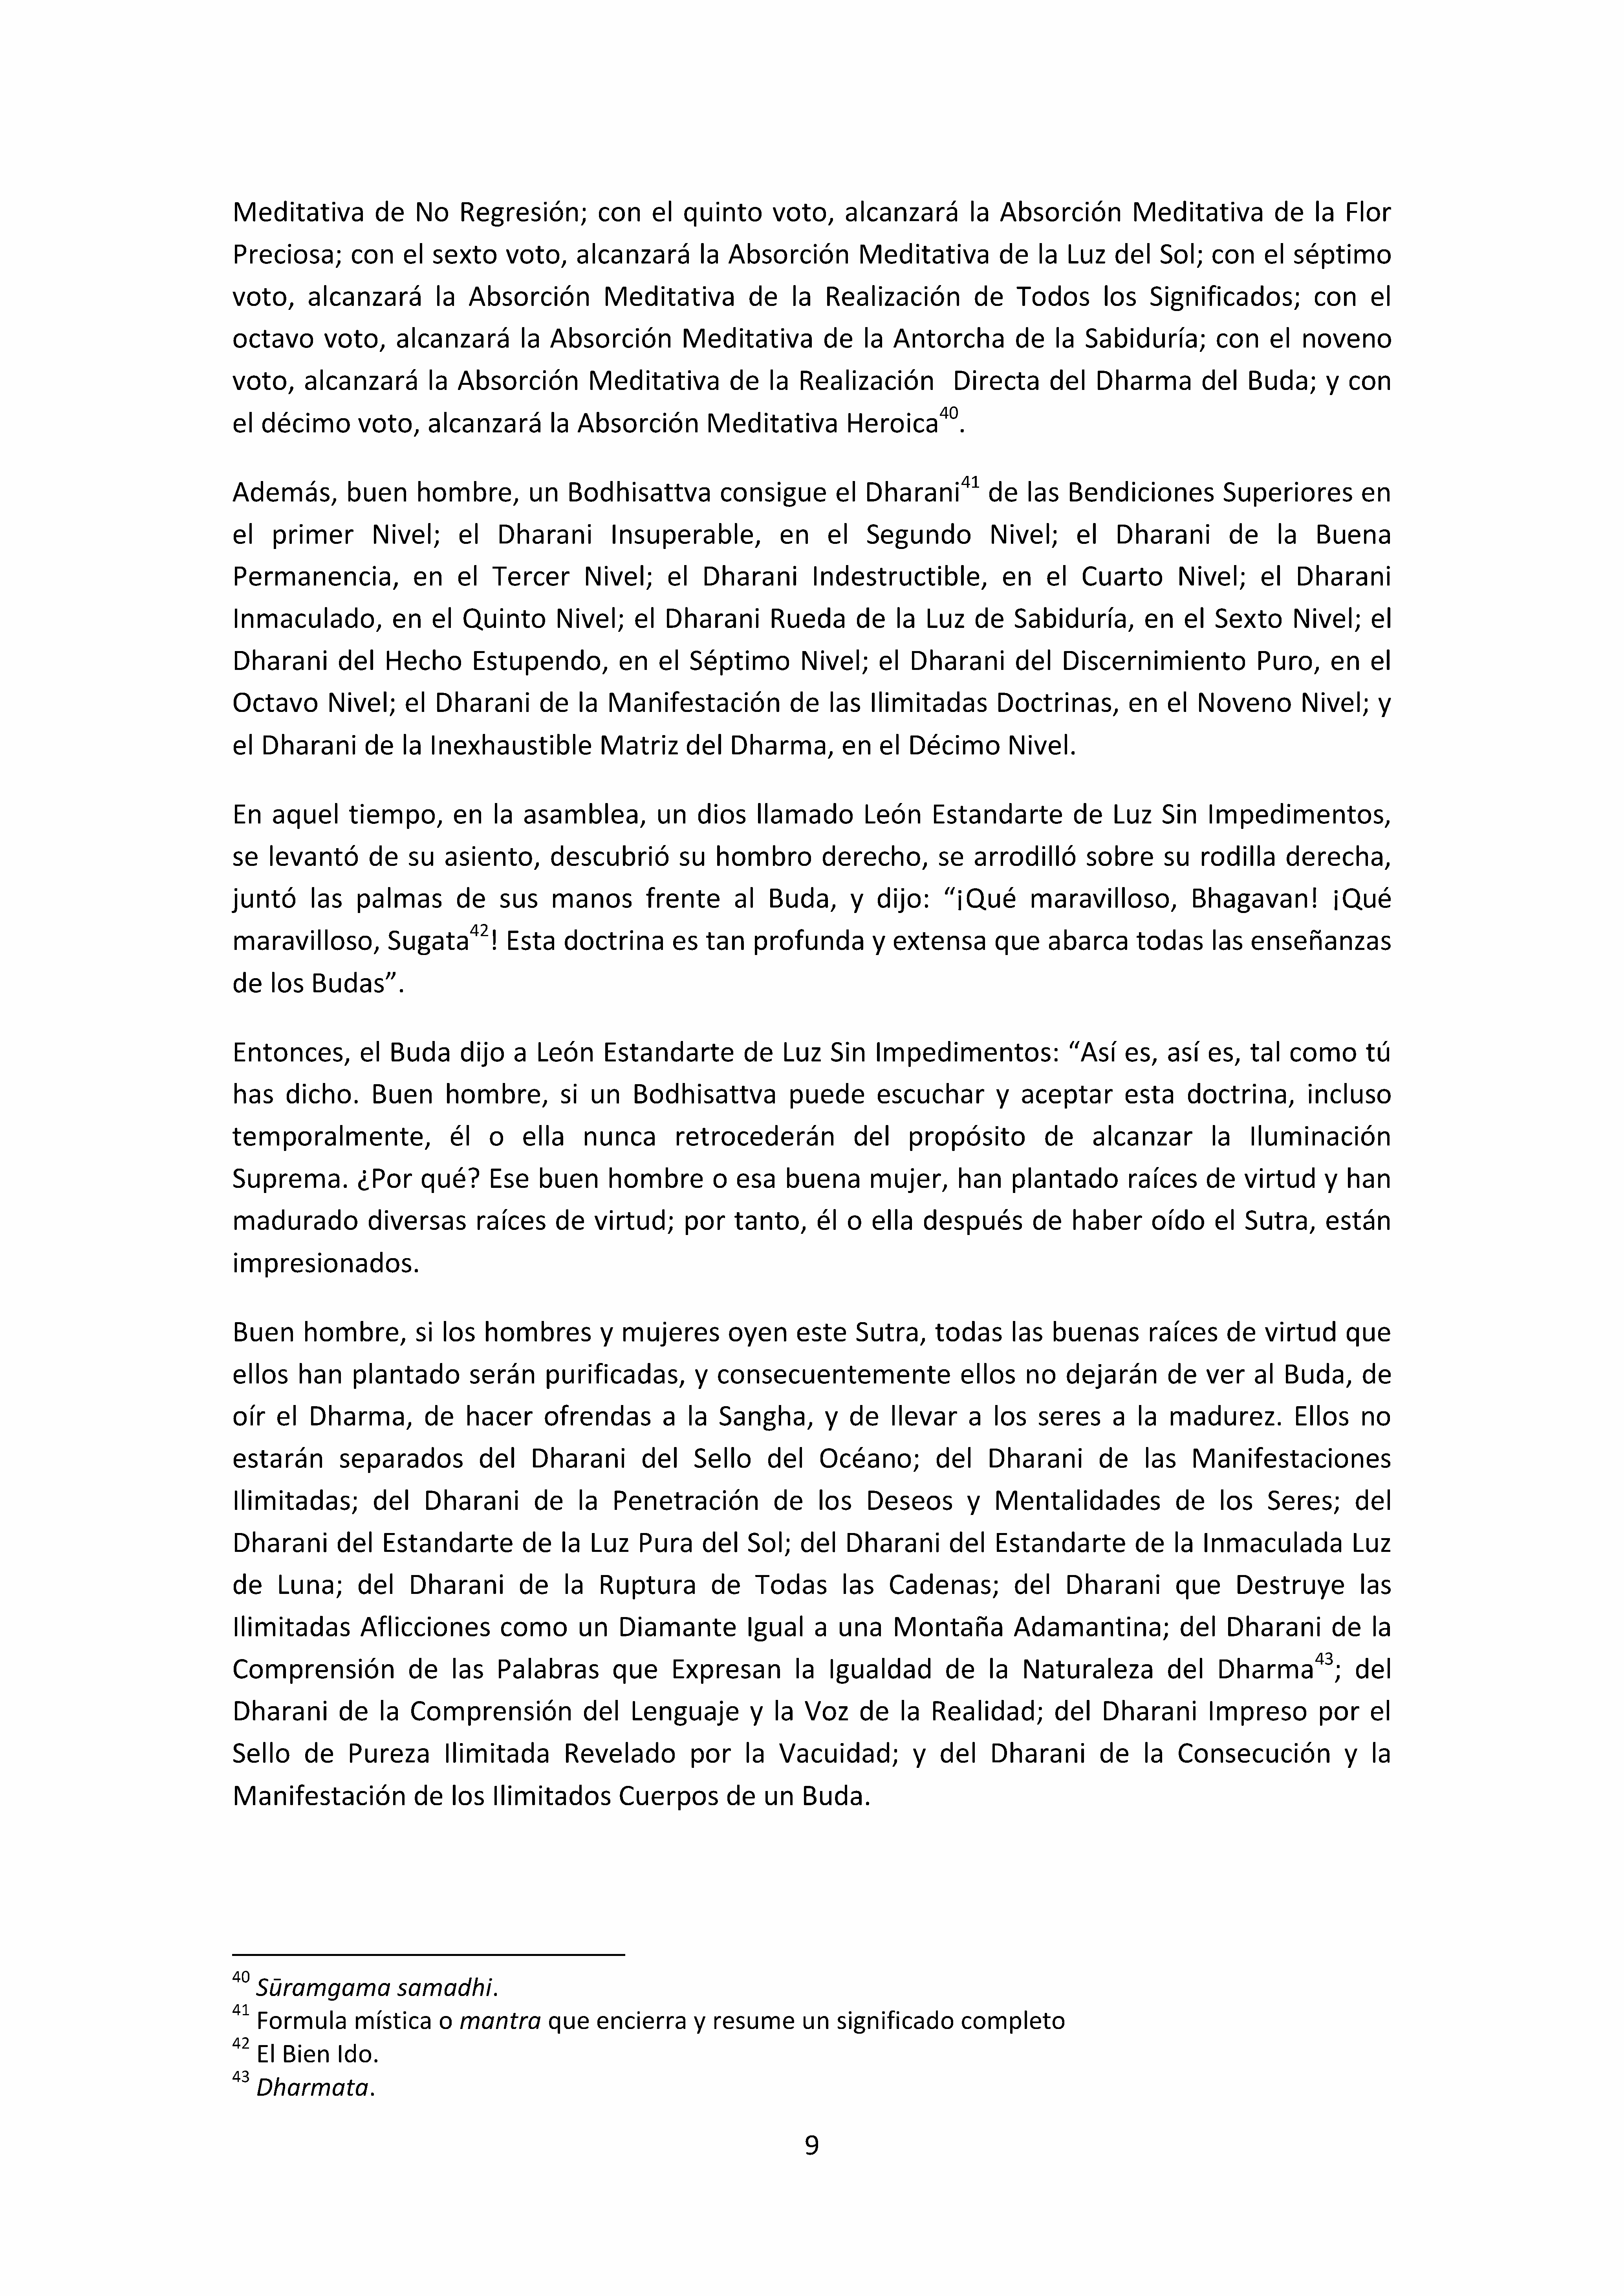 Meditativa de No Regresión; con el quinto voto, alcanzará la Absorción Meditativa de la Flor
Preciosa; con el sexto voto, alcanzará la Absorción Meditativa de la Luz del Sol; con el séptimo
voto, alcanzará la Absorción Meditativa de la Realización de Todos los Significados; con el
octavo voto, alcanzará la Absorción Meditativa de la Antorcha de la Sabiduría; con el noveno
voto, alcanzará la Absorción Meditativa de la Realización  Directa del Dharma del Buda; y con
el décimo voto, alcanzará la Absorción Meditativa Heroica40.
Además, buen hombre, un Bodhisattva consigue el Dharani41 de las Bendiciones Superiores en
el primer Nivel; el Dharani Insuperable, en el Segundo Nivel; el Dharani de la Buena
Permanencia, en el Tercer Nivel; el Dharani Indestructible, en el Cuarto Nivel; el Dharani
Inmaculado, en el Quinto Nivel; el Dharani Rueda de la Luz de Sabiduría, en el Sexto Nivel; el
Dharani del Hecho Estupendo, en el Séptimo Nivel; el Dharani del Discernimiento Puro, en el
Octavo Nivel; el Dharani de la Manifestación de las Ilimitadas Doctrinas, en el Noveno Nivel; y
el Dharani de la Inexhaustible Matriz del Dharma, en el Décimo Nivel.
En aquel tiempo, en la asamblea, un dios llamado León Estandarte de Luz Sin Impedimentos,
se levantó de su asiento, descubrió su hombro derecho, se arrodilló sobre su rodilla derecha,
juntó las palmas de sus manos frente al Buda, y dijo: “¡Qué maravilloso, Bhagavan! ¡Qué
maravilloso, Sugata42! Esta doctrina es tan profunda y extensa que abarca todas las enseñanzas
de los Budas”.
Entonces, el Buda dijo a León Estandarte de Luz Sin Impedimentos: “Así es, así es, tal como tú
has dicho. Buen hombre, si un Bodhisattva puede escuchar y aceptar esta doctrina, incluso
temporalmente, él o ella nunca retrocederán del propósito de alcanzar la Iluminación
Suprema. ¿Por qué? Ese buen hombre o esa buena mujer, han plantado raíces de virtud y han
madurado diversas raíces de virtud; por tanto, él o ella después de haber oído el Sutra, están
impresionados.
Buen hombre, si los hombres y mujeres oyen este Sutra, todas las buenas raíces de virtud que
ellos han plantado serán purificadas, y consecuentemente ellos no dejarán de ver al Buda, de
oír el Dharma, de hacer ofrendas a la Sangha, y de llevar a los seres a la madurez. Ellos no
estarán separados del Dharani del Sello del Océano; del Dharani de las Manifestaciones
Ilimitadas; del Dharani de la Penetración de los Deseos y Mentalidades de los Seres; del
Dharani del Estandarte de la Luz Pura del Sol; del Dharani del Estandarte de la Inmaculada Luz
de Luna; del Dharani de la Ruptura de Todas las Cadenas; del Dharani que Destruye las
Ilimitadas Aflicciones como un Diamante Igual a una Montaña Adamantina; del Dharani de la
Comprensión de las Palabras que Expresan la Igualdad de la Naturaleza del Dharma43; del
Dharani de la Comprensión del Lenguaje y la Voz de la Realidad; del Dharani Impreso por el
Sello de Pureza Ilimitada Revelado por la Vacuidad; y del Dharani de la Consecución y la
Manifestación de los Ilimitados Cuerpos de un Buda.
40 Sūramgama samadhi.
41 Formula mística o mantra que encierra y resume un significado completo
42 El Bien Ido.
43 Dharmata.
9